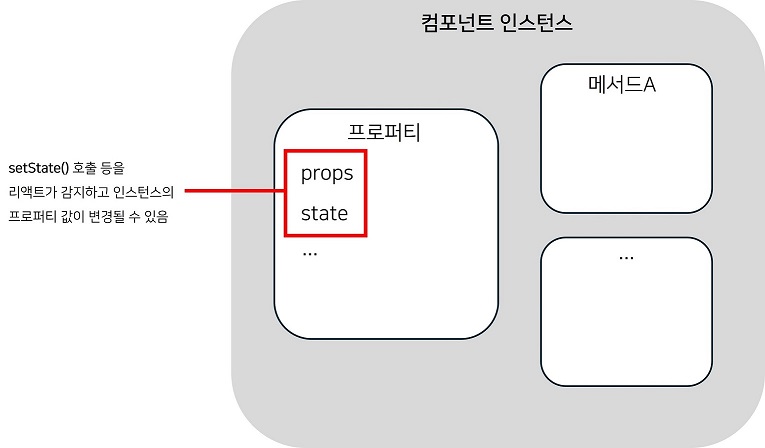 컴포넌트 인스턴스
프로퍼티
props
state
...
메서드A
...
setState() 호출 등을
리액트가 감지하고 인스턴스의
프로퍼티 값이 변경될 수 있음